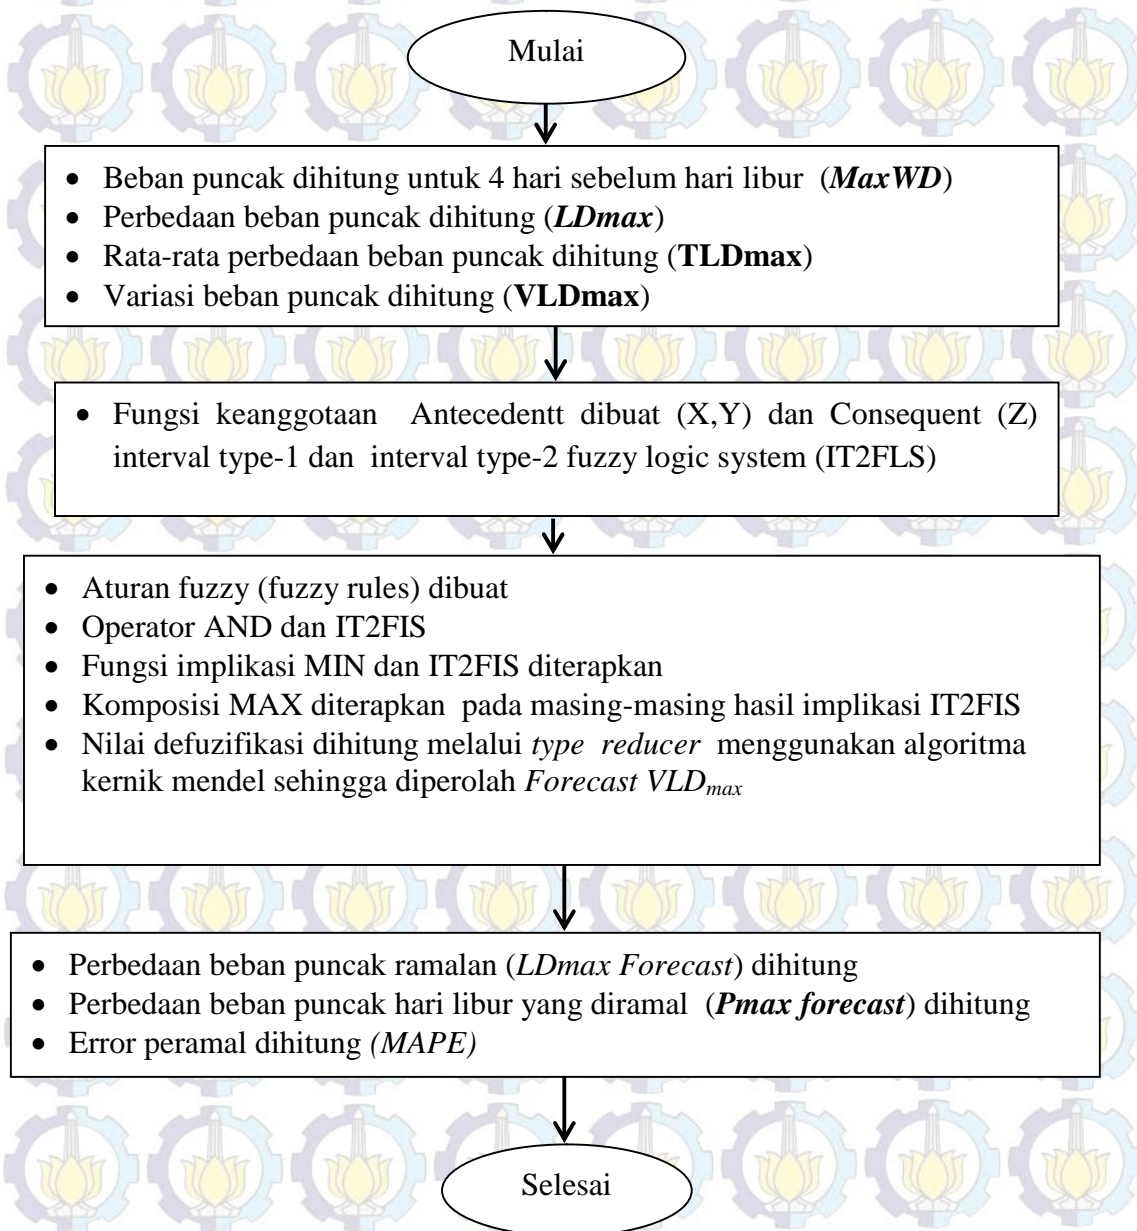 Mulai
• Beban puncak dihitung untuk 4 hari sebelum hari libur (MaxWD)
• Perbedaan beban puncak dihitung (LDmax)
• Rata-rata perbedaan beban puncak dihitung (TLDmax)
• Variasi beban puncak dihitung (VLDmax)
• Fungsi keanggotaan Antecedentt dibuat (X,Y) dan Consequent (Z)
interval type-1 dan interval type-2 fuzzy logic system (IT2FLS)
• Aturan fuzzy (fuzzy rules) dibuat
• Operator AND dan IT2FIS
• Fungsi implikasi MIN dan IT2FIS diterapkan
• Komposisi MAX diterapkan pada masing-masing hasil implikasi IT2FIS
• Nilai defuzifikasi dihitung melalui type reducer menggunakan algoritma
kernik mendel sehingga diperolah Forecast VLDmax
• Perbedaan beban puncak ramalan (LDmax Forecast) dihitung
• Perbedaan beban puncak hari libur yang diramal (Pmax forecast) dihitung
• Error peramal dihitung (MAPE)
Selesai